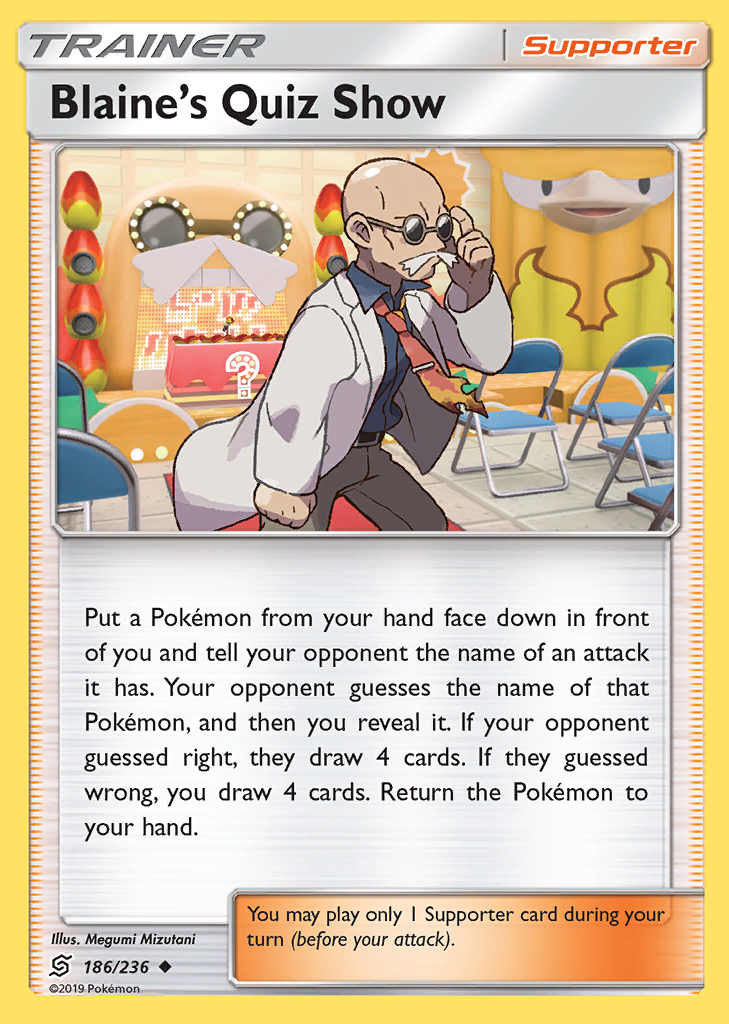 TRAINER
Supporter
Blaine's Quiz Show
?
Put a Pokémon from your hand face down in front
of you and tell your opponent the name of an attack
it has. Your opponent guesses the name of that
Pokémon, and then you reveal it. If your opponent
guessed right, they draw 4 cards. If they guessed
wrong, you draw 4 cards. Return the Pokémon to
your hand.
You may play only 1 Supporter card during your
turn (before your attack).
Illus. Megumi Mizutani
186/236
©2019 Pokémon